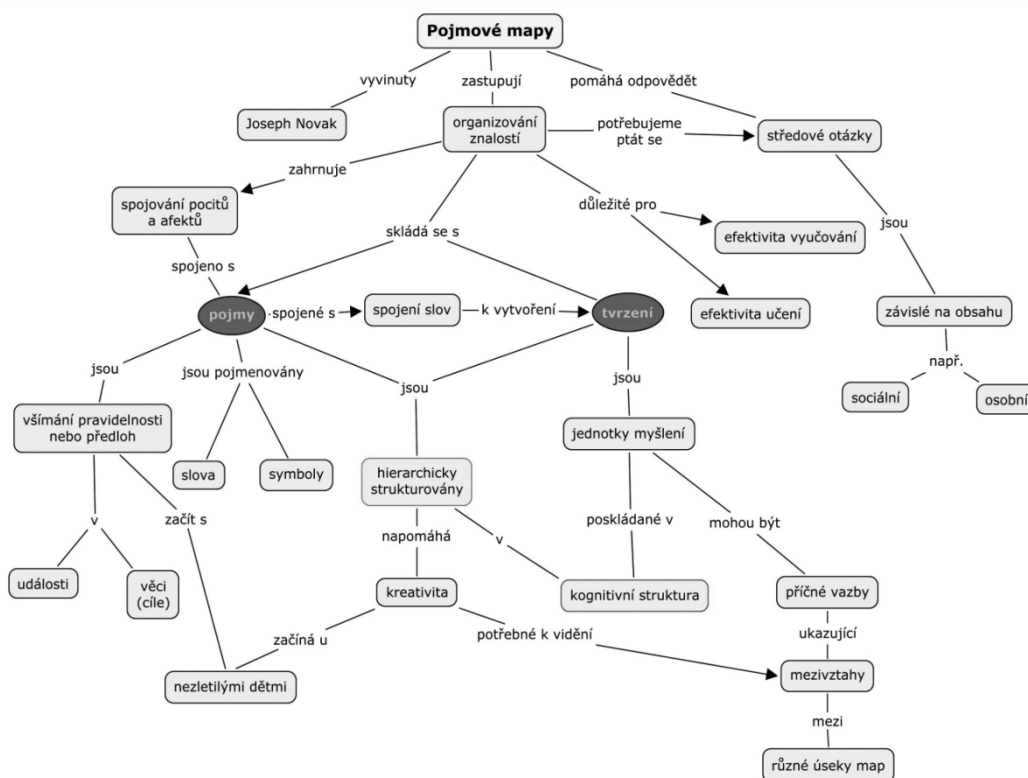 Pojmové mapy
vyvinuty
zastupují
pomáhá odpovědět
Joseph Novak
organizování
znalostí
potřebujeme
ptát se
středové otázky
zahrnuje
spojování pocitů
a afektů
skládá se s
důležité pro
efektivita vyučování
jsou
spojeno s
pojmy
spojené s
spojení slov
k vytvoření
tvrzení
efektivita učení
závislé na obsahu
např.
sociální
osobní
jsou
jsou pojmenovány
jsou
jsou
všímání pravidelnosti
nebo předloh
slova
symboly
hierarchicky
strukturovány
jednotky myšlení
v
začít s
napomáhá
v
poskládané v
mohou být
události
věci
(cíle)
kreativita
kognitivní struktura
příčné vazby
začíná u
potřebné k vidění
ukazující
nezletilými dětmi
mezivztahy
mezi
různé úseky map